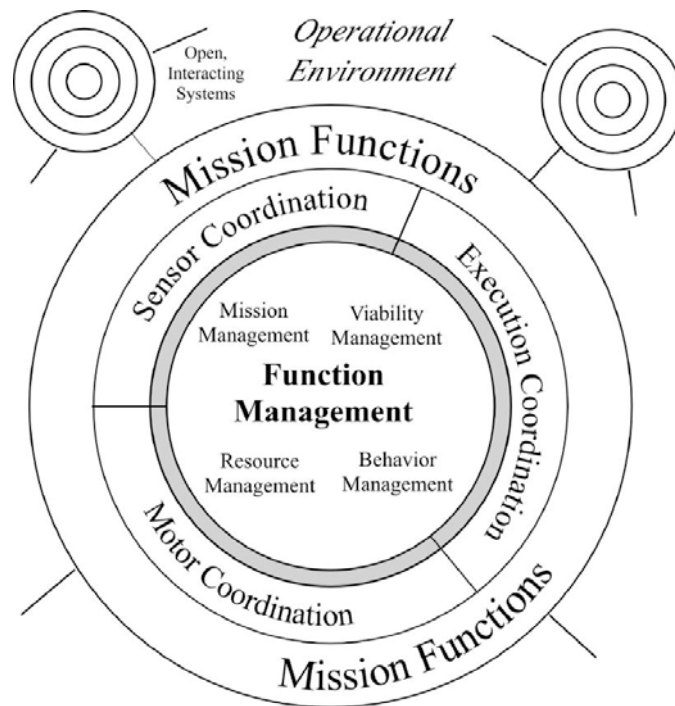 Operational
Environment
Open,
Interacting
Systems
Mission Functions
Sensor Coordination
Execution Coordination
Mission
Management
Viability
Management
Function
Management
Resource
Management
Behavior
Management
Motor Coordination
Mission Functions